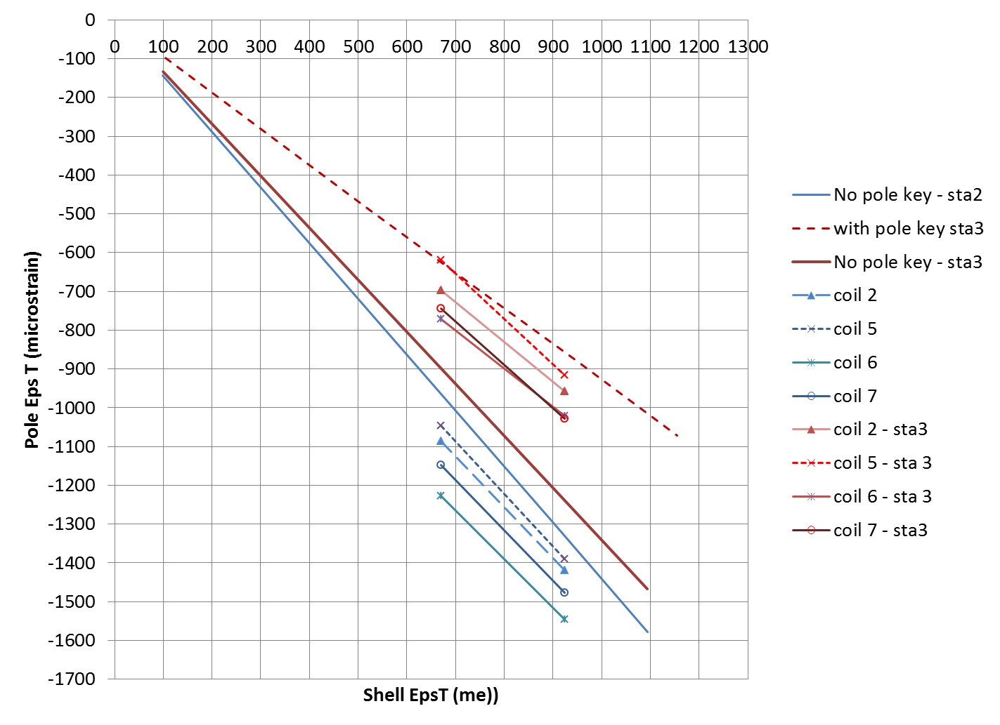 0
0 100 200 300 400 500 600 700 800 900 1000 1100 1200 1300
-100
-200
-300
-400
-500
-600
-700
-800
-900
-1000
-1100
-1200
-1300
-1400
-1500
-1600
-1700
Pole Eps T (microstrain)
Shell EpsT (me))
No pole key - sta2
with pole key sta3
No pole key - sta3
coil 2
coil 5
coil 6
coil 7
coil 2 - sta3
coil 5 - sta 3
coil 6 - sta 3
coil 7 - sta3